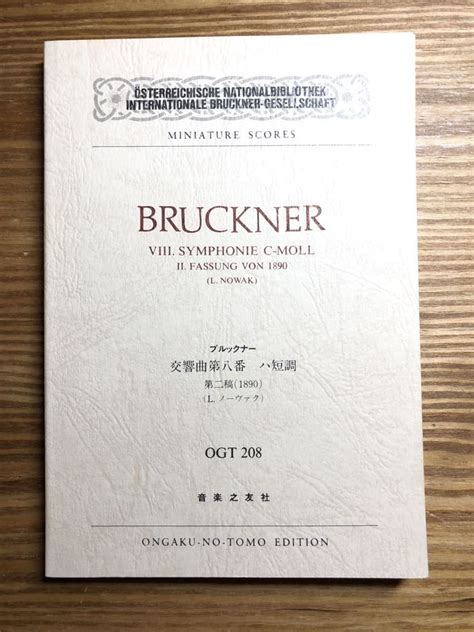 ÖSTERREICHISCHE NATIONALBIBLIOTHEK
INTERNATIONALE BRUCKNER-GESELLSCHAFT
MINIATURE SCORES
BRUCKNER
VIII. SYMPHONIE C-MOLL
II. FASSUNG VON 1890
(L. NOWAK)
ブルックナー
交響曲第八番 ハ短調
第二稿(1890)
(L. ノーヴァク)
OGT 208
音楽之友社
ONGAKU-NO-TOMO EDITION